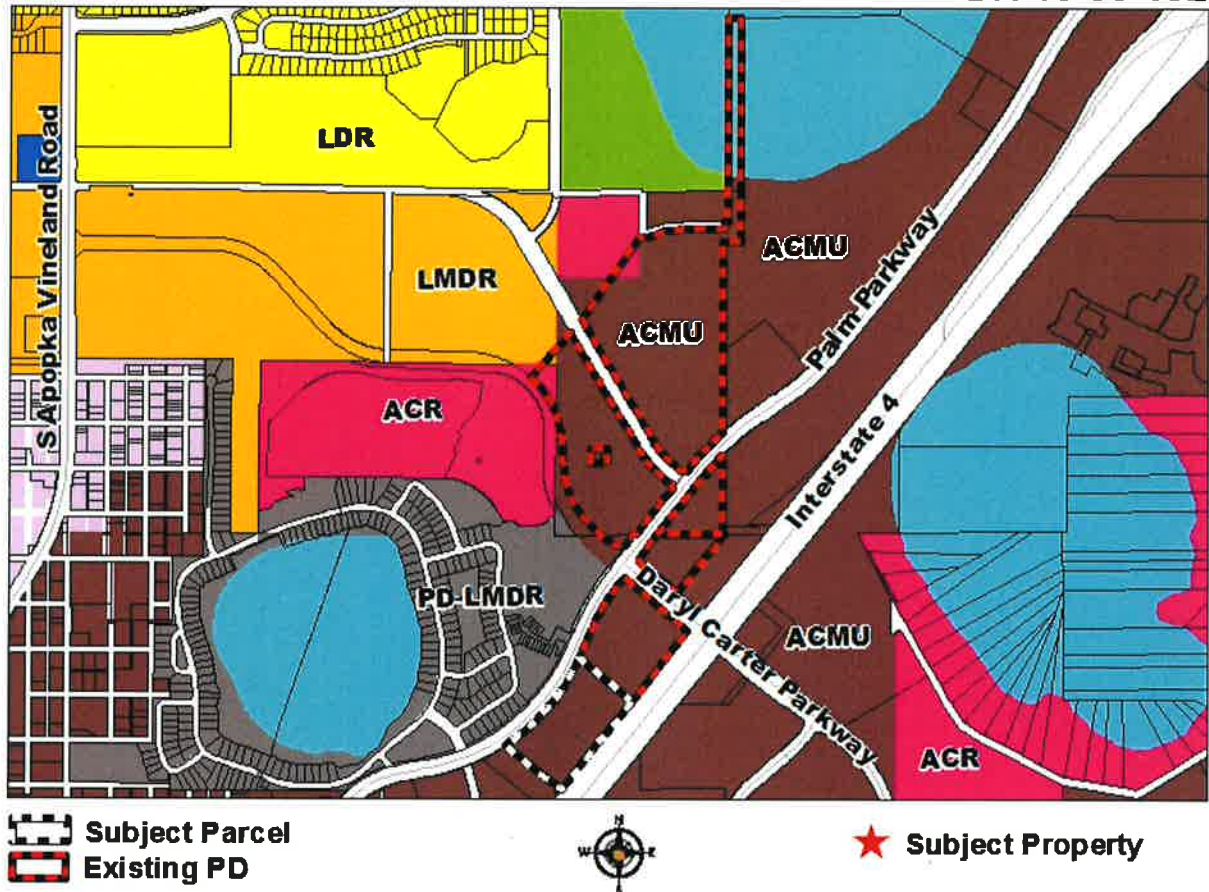 LDR
S Apopka Vineland Road
ACMU
LMDR
ACMU
Palm Parkway
ACR
Interstate 4
PD-LMDR
Daryl Carter Parkway
ACMU
ACR
Subject Parcel
Existing PD
N
W
E
S
Subject Property